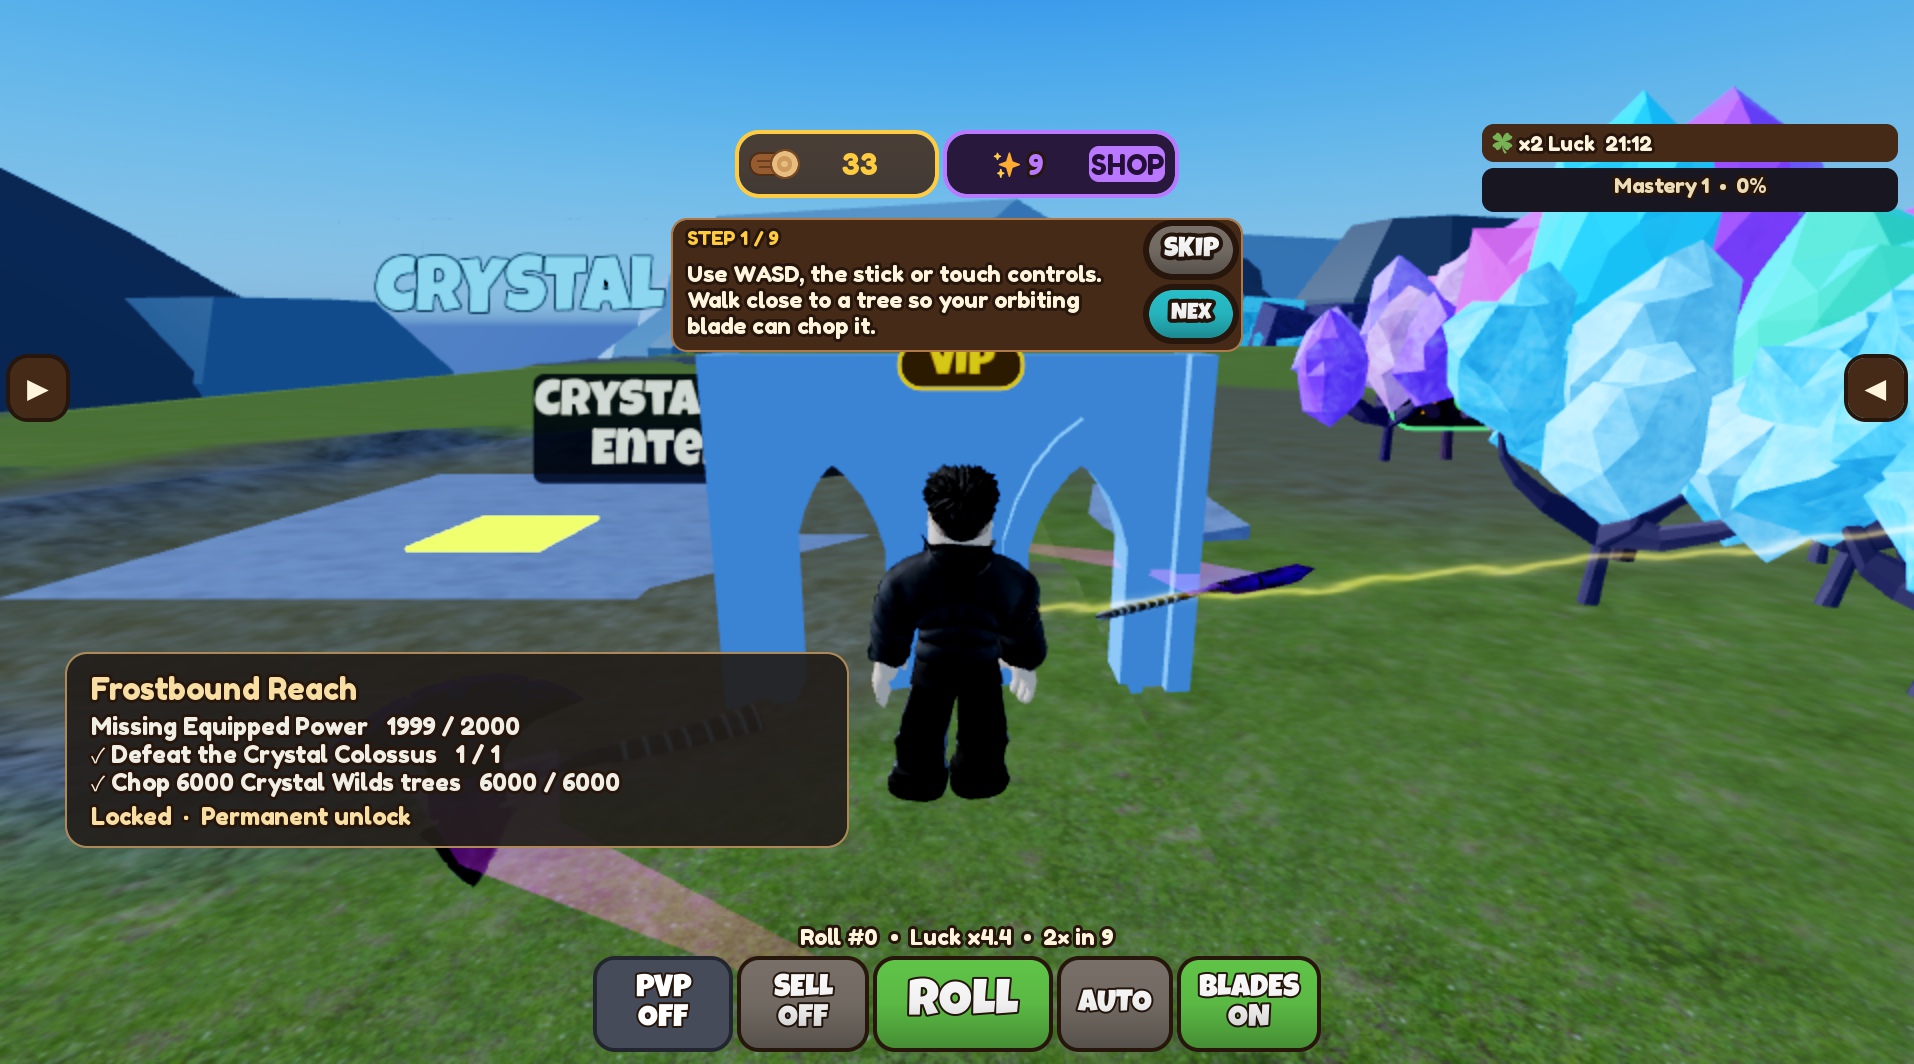 33
9
SHOP
x2 Luck 21:12
Mastery 1 • 0%
STEP 1 / 9
SKIP
Use WASD, the stick or touch controls.
Walk close to a tree so your orbiting
blade can chop it.
NEX
CRYSTAL
VIP
CRYSTA
ENTE
Frostbound Reach
Missing Equipped Power 1999 / 2000
✓ Defeat the Crystal Colossus 1 / 1
✓ Chop 6000 Crystal Wilds trees 6000 / 6000
Locked · Permanent unlock
Roll #0 • Luck x4.4 • 2x in 9
PVP
OFF
SELL
OFF
ROLL
AUTO
BLADES
ON